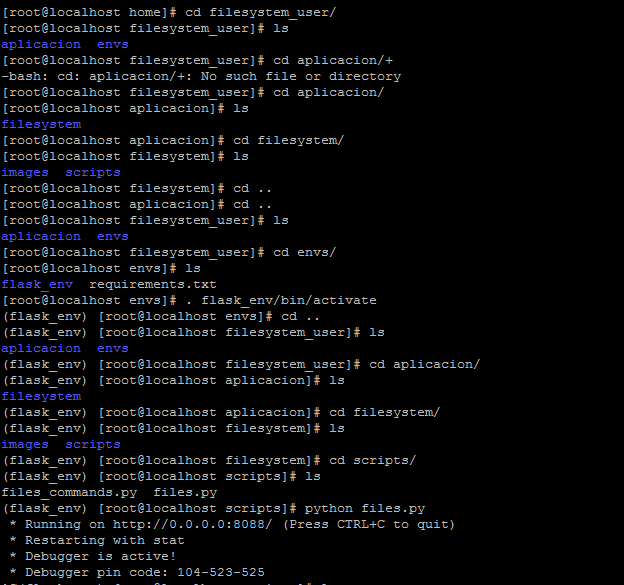 [root@localhost home]# cd filesystem_user/
[root@localhost filesystem_user]# ls
aplicacion  envs
[root@localhost filesystem_user]# cd aplicacion/+
-bash: cd: aplicacion/+: No such file or directory
[root@localhost filesystem_user]# cd aplicacion/
[root@localhost aplicacion]# ls
filesystem
[root@localhost aplicacion]# cd filesystem/
[root@localhost filesystem]# ls
images  scripts
[root@localhost filesystem]# cd ..
[root@localhost aplicacion]# cd ..
[root@localhost filesystem_user]# ls
aplicacion  envs
[root@localhost filesystem_user]# cd envs/
[root@localhost envs]# ls
flask_env  requirements.txt
[root@localhost envs]# . flask_env/bin/activate
(flask_env) [root@localhost envs]# cd ..
(flask_env) [root@localhost filesystem_user]# ls
aplicacion  envs
(flask_env) [root@localhost filesystem_user]# cd aplicacion/
(flask_env) [root@localhost aplicacion]# ls
filesystem
(flask_env) [root@localhost aplicacion]# cd filesystem/
(flask_env) [root@localhost filesystem]# ls
images  scripts
(flask_env) [root@localhost filesystem]# cd scripts/
(flask_env) [root@localhost scripts]# ls
files_commands.py  files.py
(flask_env) [root@localhost scripts]# python files.py
 * Running on http://0.0.0.0:8088/ (Press CTRL+C to quit)
 * Restarting with stat
 * Debugger is active!
 * Debugger pin code: 104-523-525